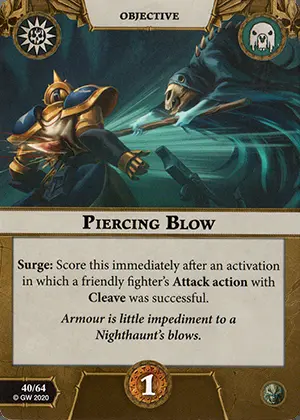 OBJECTIVE
PIERCING BLOW
Surge: Score this immediately after an activation
in which a friendly fighter's Attack action with
Cleave was successful.
Armour is little impediment to a
Nighthaunt's blows.
40/64
© GW 2020
1